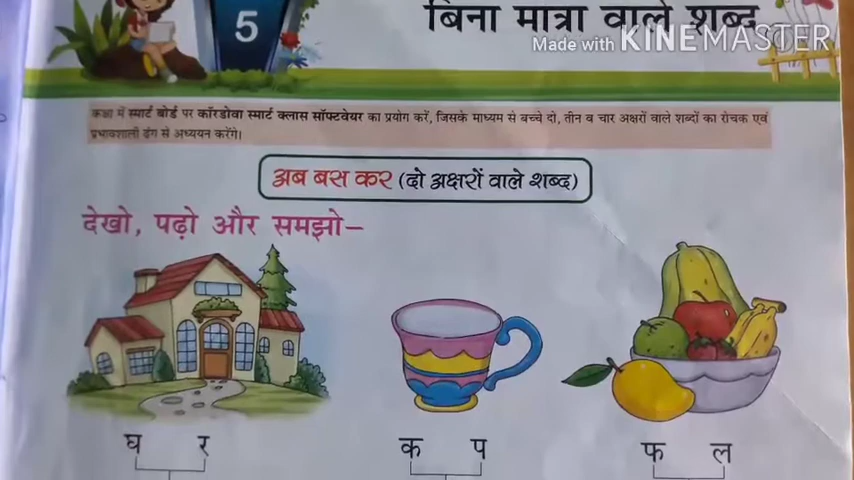 5
बिना मात्रा वाले शब्द
Made with KINEMASTER
कक्षा में स्मार्ट बोर्ड पर कॉरडोवा स्मार्ट क्लास सॉफ्टवेयर का प्रयोग करें, जिसके माध्यम से बच्चे दो, तीन व चार अक्षरों वाले शब्दों का रोचक एवं
प्रभावशाली ढंग से अध्ययन करेंगे।
अब बस कर (दो अक्षरों वाले शब्द)
देखो, पढ़ो और समझो–
घ र क प फ ल